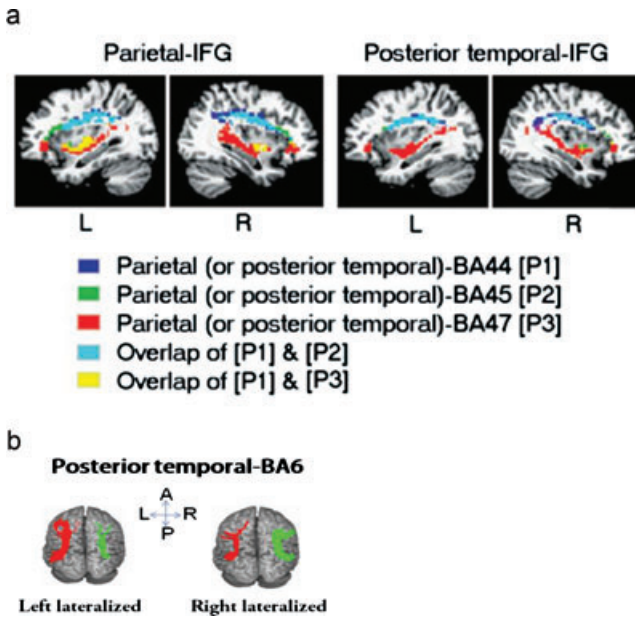 a
Parietal-IFG Posterior temporal-IFG
L R L R
Parietal (or posterior temporal)-BA44 [P1]
Parietal (or posterior temporal)-BA45 [P2]
Parietal (or posterior temporal)-BA47 [P3]
Overlap of [P1] & [P2]
Overlap of [P1] & [P3]
b
Posterior temporal-BA6
A
L R
P
Left lateralized Right lateralized